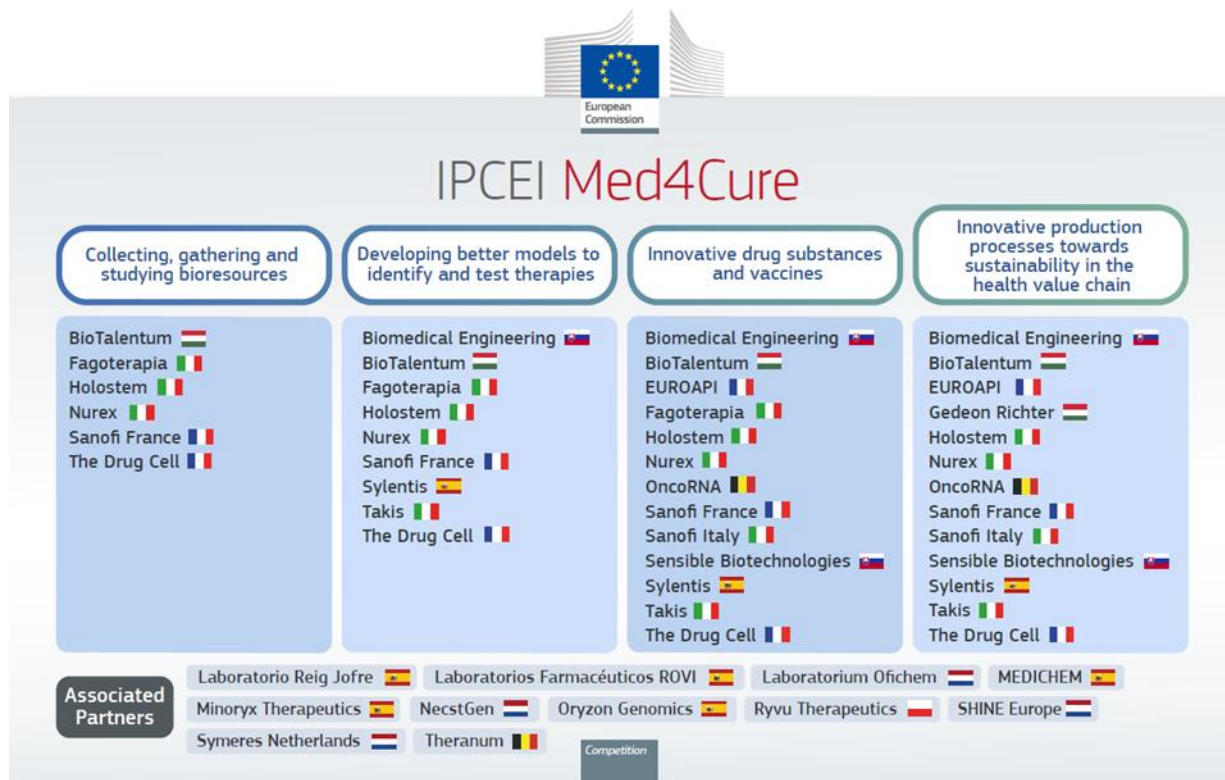 European
Commission
IPCEI Med4Cure
Collecting, gathering and
studying bioresources
BioTalentum
Fagoterapia
Holostem
Nurex
Sanofi France
The Drug Cell
Developing better models to
identify and test therapies
Biomedical Engineering
BioTalentum
Fagoterapia
Holostem
Nurex
Sanofi France
Sylentis
Takis
The Drug Cell
Innovative drug substances
and vaccines
Biomedical Engineering
BioTalentum
EUROAPI
Fagoterapia
Holostem
Nurex
OncoRNA
Sanofi France
Sanofi Italy
Sensible Biotechnologies
Sylentis
Takis
The Drug Cell
Innovative production
processes towards
sustainability in the
health value chain
Biomedical Engineering
BioTalentum
EUROAPI
Gedeon Richter
Holostem
Nurex
OncoRNA
Sanofi France
Sanofi Italy
Sensible Biotechnologies
Sylentis
Takis
The Drug Cell
Associated
Partners
Laboratorio Reig Jofre
Laboratorios Farmacéuticos ROVI
Laboratorium Ofichem
MEDICHEM
Minoryx Therapeutics
NecstGen
Oryzon Genomics
Ryvu Therapeutics
SHINE Europe
Symeres Netherlands
Theranum
Competition